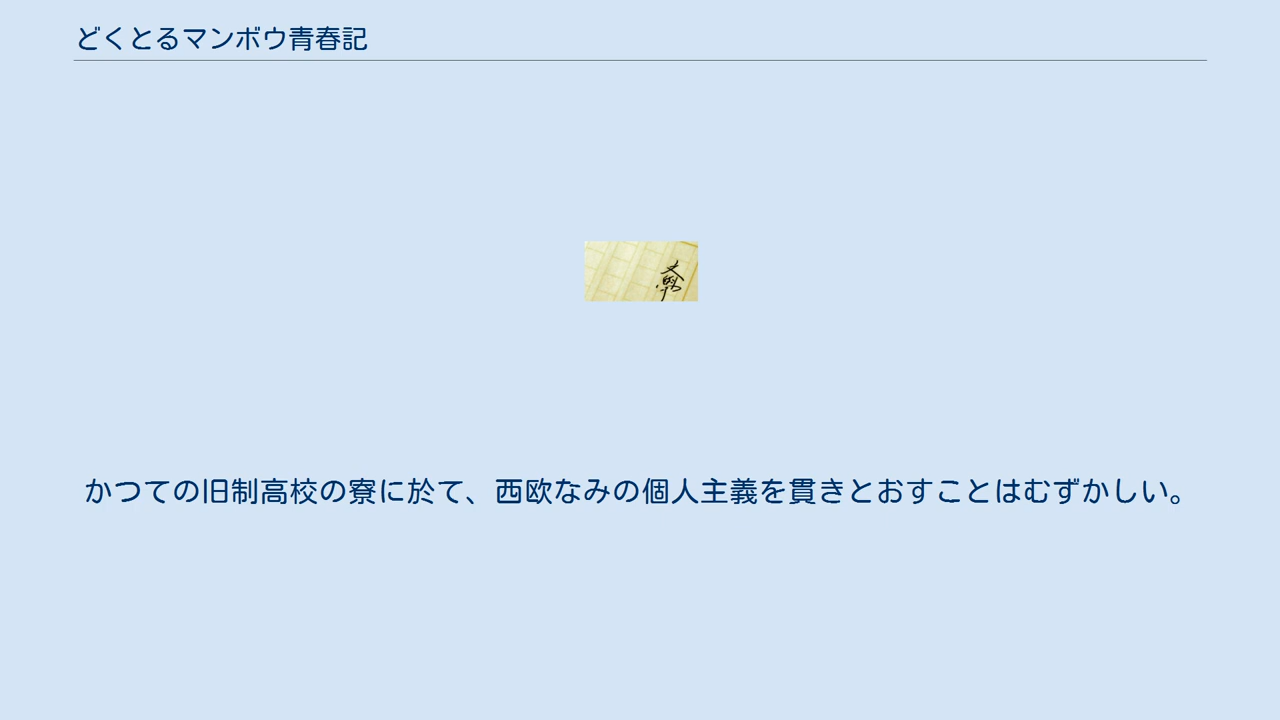 どくとるマンボウ青春記
かつての旧制高校の寮に於て、西欧なみの個人主義を貫きとおすことはむずかしい。